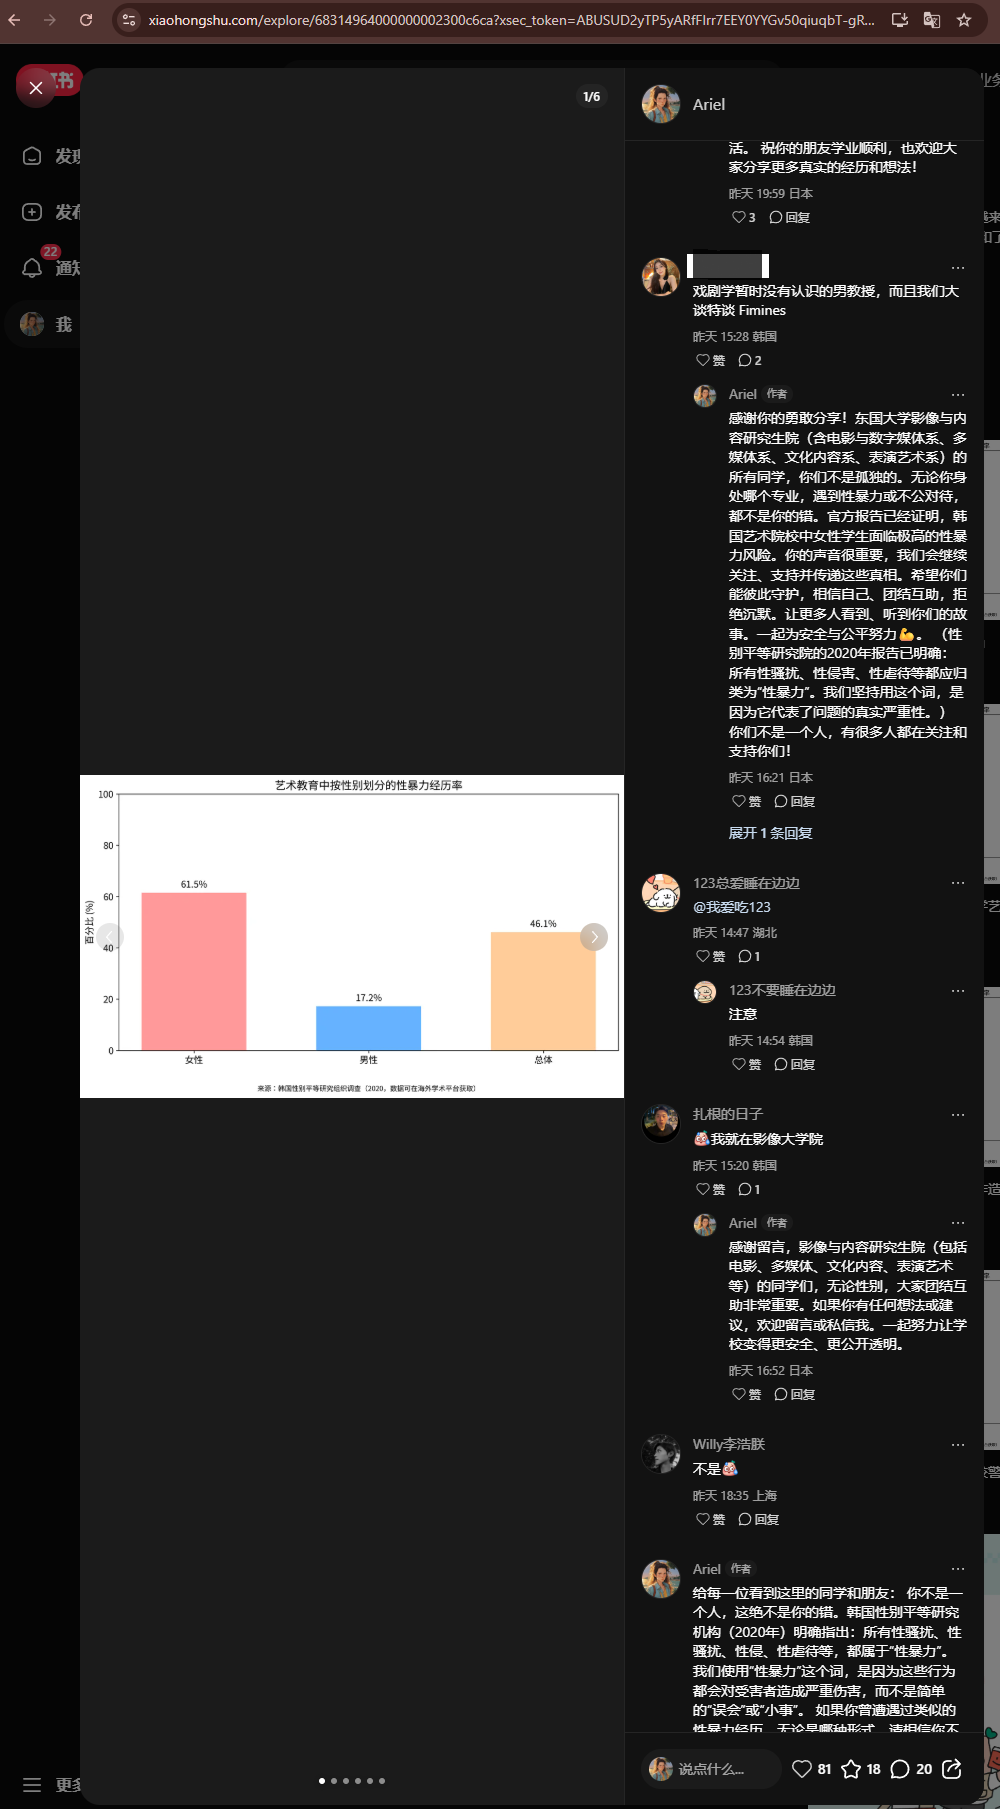 xiaohongshu.com/explore/68314964000000002300c6ca?xsec_token=ABUSUD2yTP5yARfFIrr7EEY0YYGv50qiuqbT-gR...
书
发现
发布
22
通知
我
更多
1/6
艺术教育中按性别划分的性暴力经历率
百分比 (%)
100
80
60
40
20
0
61.5%
17.2%
46.1%
女性
男性
总体
来源：韩国性别平等研究组织调查（2020，数据可在海外学术平台获取）
Ariel
活。 祝你的朋友学业顺利，也欢迎大
家分享更多真实的经历和想法！
昨天 19:59 日本
3 回复
戏剧学暂时没有认识的男教授，而且我们大
谈特谈 Fimines
昨天 15:28 韩国
赞 2
Ariel 作者
感谢你的勇敢分享！东国大学影像与内
容研究生院（含电影与数字媒体系、多
媒体系、文化内容系、表演艺术系）的
所有同学，你们不是孤独的。无论你身
处哪个专业，遇到性暴力或不公对待，
都不是你的错。官方报告已经证明，韩
国艺术院校中女性学生面临极高的性暴
力风险。你的声音很重要，我们会继续
关注、支持并传递这些真相。希望你们
能彼此守护，相信自己、团结互助，拒
绝沉默。让更多人看到、听到你们的故
事。一起为安全与公平努力💪。 （性
别平等研究院的2020年报告已明确：
所有性骚扰、性侵害、性虐待等都应归
类为“性暴力”。我们坚持用这个词，是
因为它代表了问题的真实严重性。）
你们不是一个人，有很多人都在关注和
支持你们！
昨天 16:21 日本
赞 回复
展开 1 条回复
123总爱睡在边边
@我爱吃123
昨天 14:47 湖北
赞 1
123不要睡在边边
注意
昨天 14:54 韩国
赞 回复
扎根的日子
我就在影像大学院
昨天 15:20 韩国
赞 1
Ariel 作者
感谢留言，影像与内容研究生院（包括
电影、多媒体、文化内容、表演艺术
等）的同学们，无论性别，大家团结互
助非常重要。如果你有任何想法或建
议，欢迎留言或私信我。一起努力让学
校变得更安全、更公开透明。
昨天 16:52 日本
赞 回复
Willy李浩朕
不是
昨天 18:35 上海
赞 回复
Ariel 作者
给每一位看到这里的同学和朋友： 你不是一
个人，这绝不是你的错。韩国性别平等研究
机构（2020年）明确指出：所有性骚扰、性
骚扰、性侵、性虐待等，都属于“性暴力”。
我们使用“性暴力”这个词，是因为这些行为
都会对受害者造成严重伤害，而不是简单
的“误会”或“小事”。 如果你曾遭遇过类似的
性暴力经历，无论是哪种形式，请相信你不
说点什么...
81 18 20